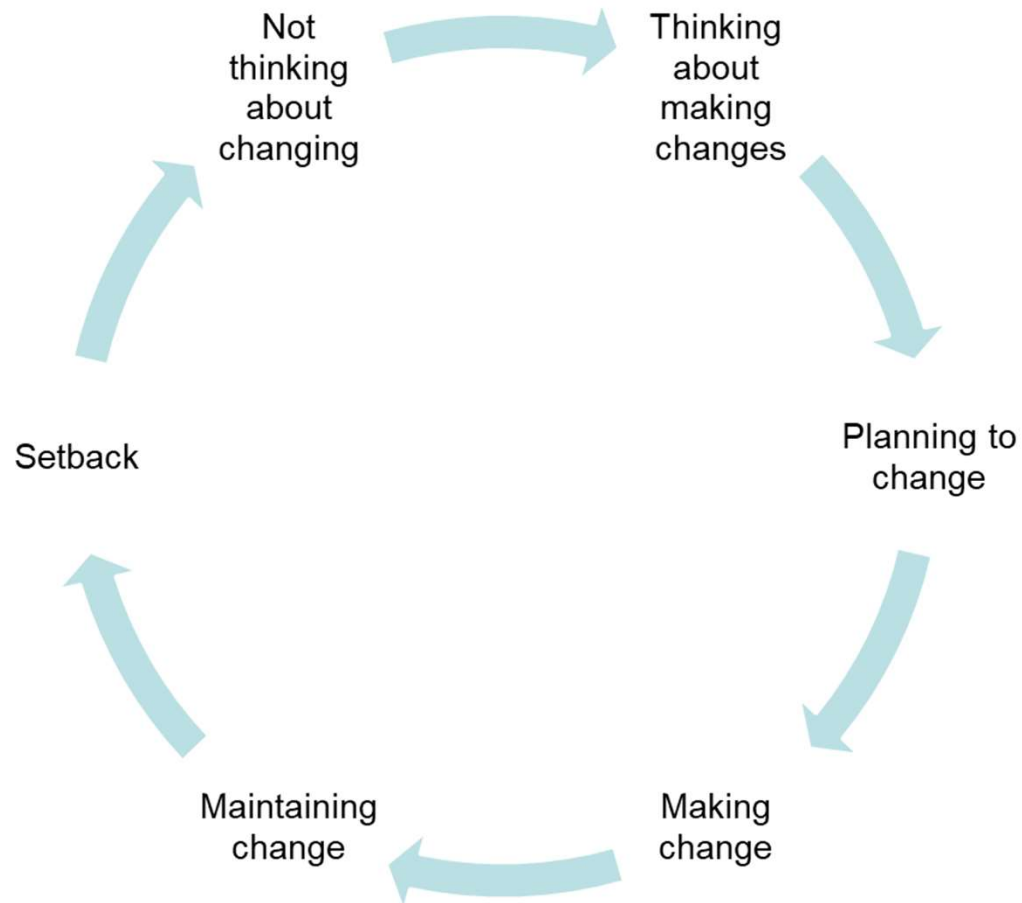 Not
thinking
about
changing
Thinking
about
making
changes
Planning to
change
Making
change
Maintaining
change
Setback